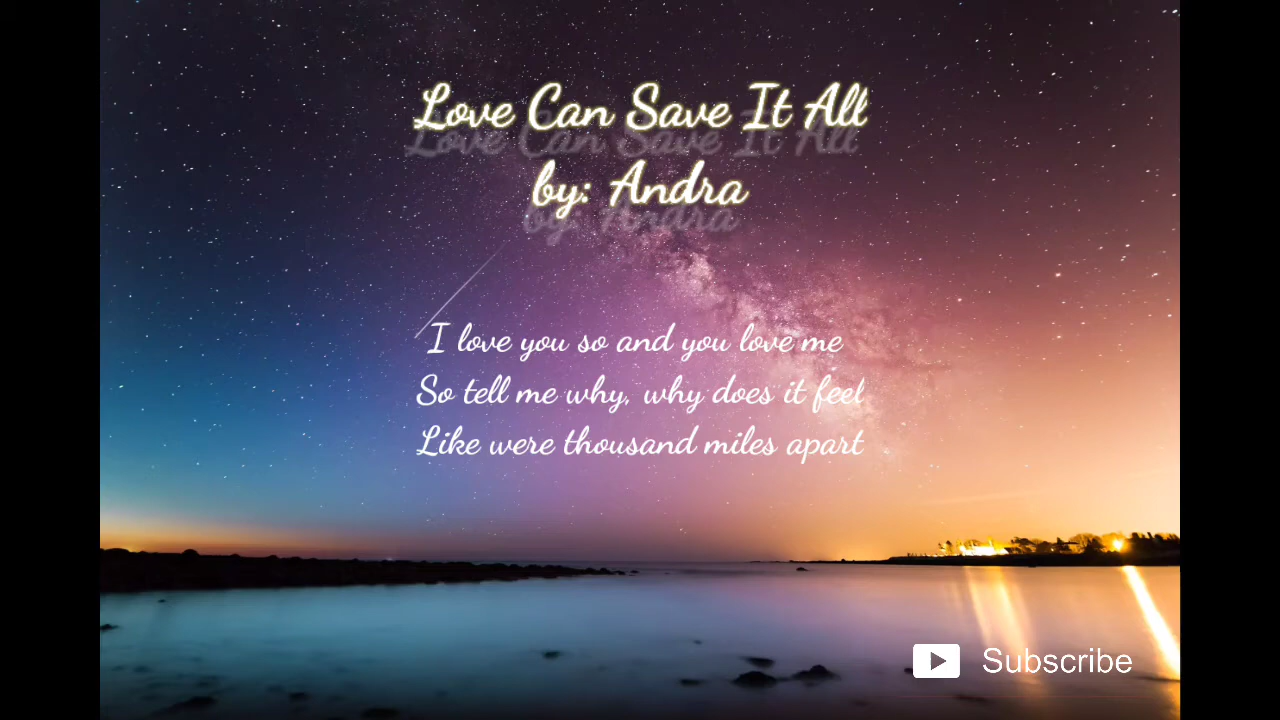 Love Can Save It All
by: Andra
I love you so and you love me
So tell me why, why does it feel
Like were thousand miles apart
Subscribe